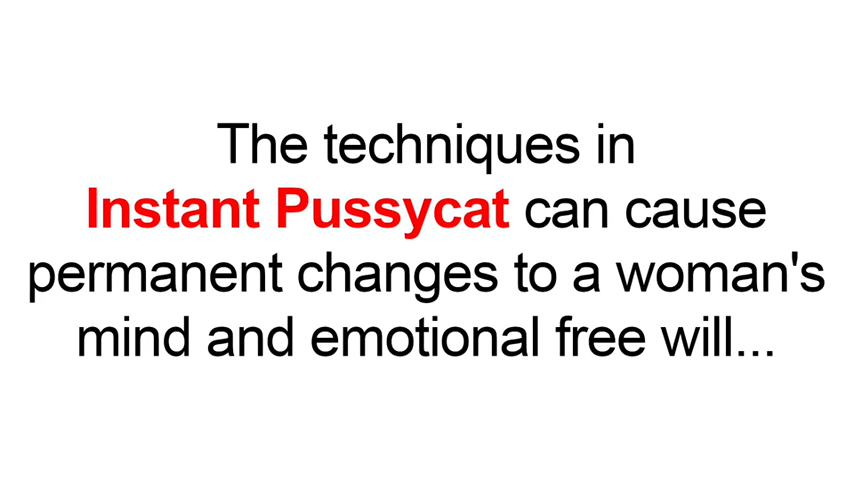 The techniques in
Instant Pussycat can cause
permanent changes to a woman's
mind and emotional free will...